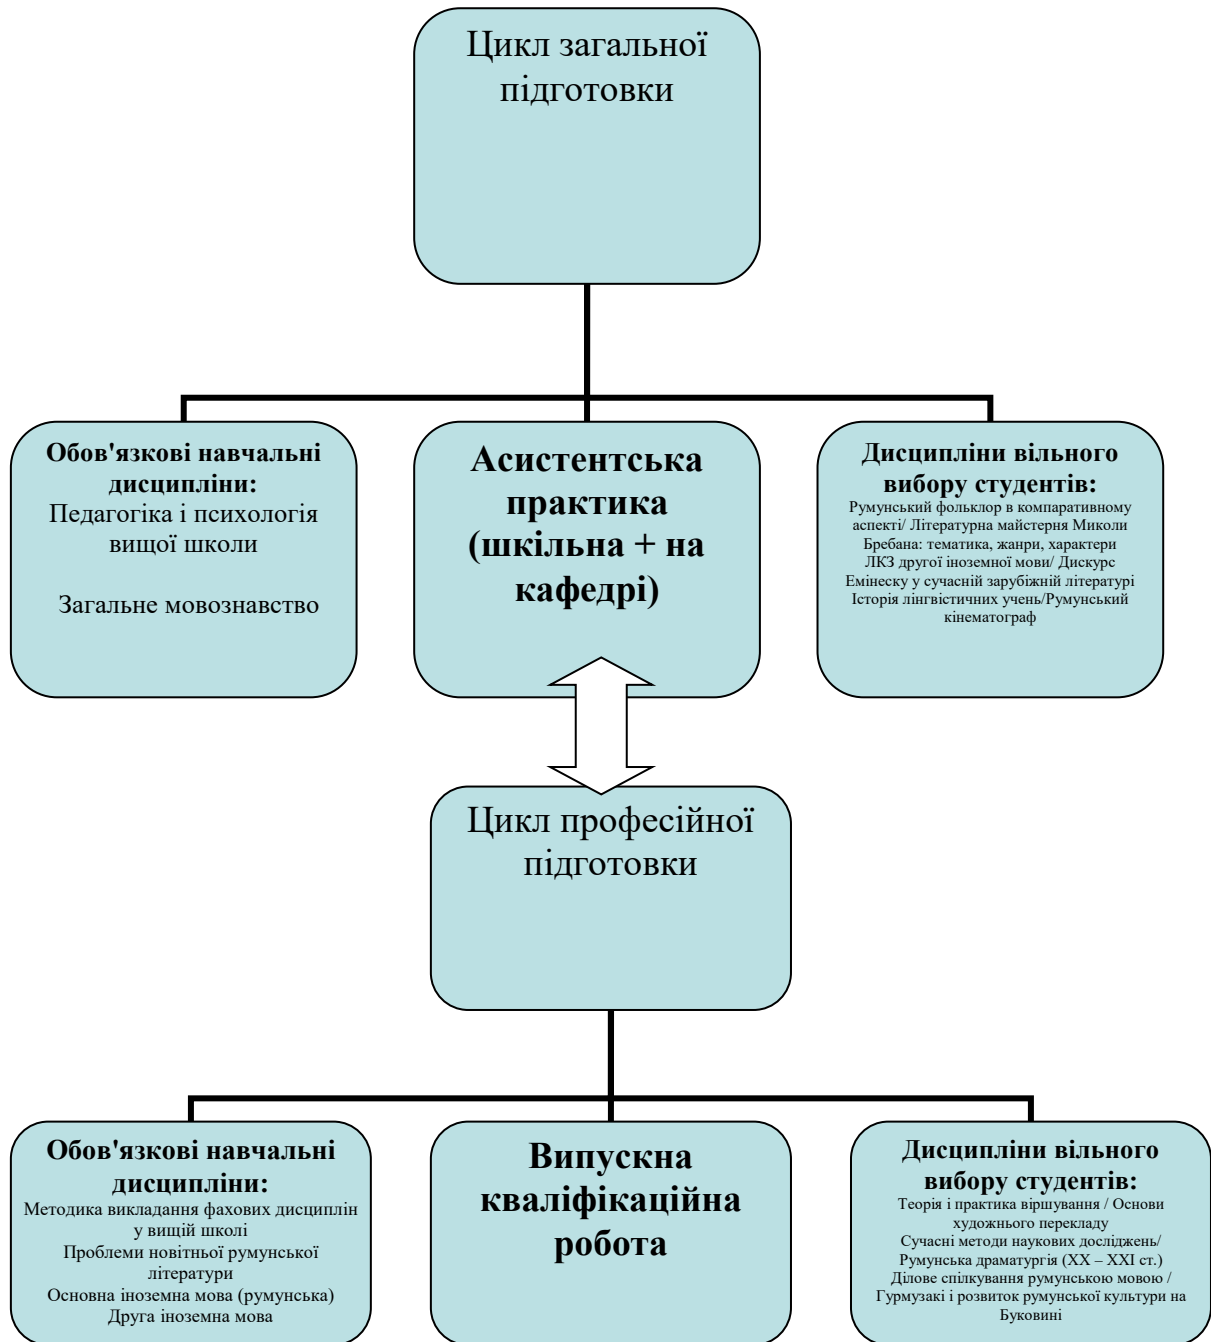 Цикл загальної
підготовки
Обов'язкові навчальні
дисципліни:
Педагогіка і психологія
вищої школи
Загальне мовознавство
Асистентська
практика
(шкільна + на
кафедрі)
Дисципліни вільного
вибору студентів:
Румунський фольклор в компаративному
аспекті/ Літературна майстерня Миколи
Бребана: тематика, жанри, характери
ЛКЗ другої іноземної мови/ Дискурс
Емінеску у сучасній зарубіжній літературі
Історія лінгвістичних учень/Румунський
кінематограф
Цикл професійної
підготовки
Обов'язкові навчальні
дисципліни:
Методика викладання фахових дисциплін
у вищій школі
Проблеми новітньої румунської
літератури
Основна іноземна мова (румунська)
Друга іноземна мова
Випускна
кваліфікаційна
робота
Дисципліни вільного
вибору студентів:
Теорія і практика віршування / Основи
художнього перекладу
Сучасні методи наукових досліджень/
Румунська драматургія (XX – XXI ст.)
Ділове спілкування румунською мовою /
Гурмузакі і розвиток румунської культури на
Буковині